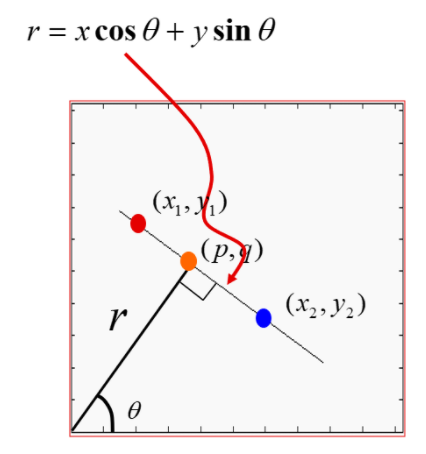 r = x cos θ + y sin θ
(x₁, y₁)
(p, q)
(x₂, y₂)
r
θ